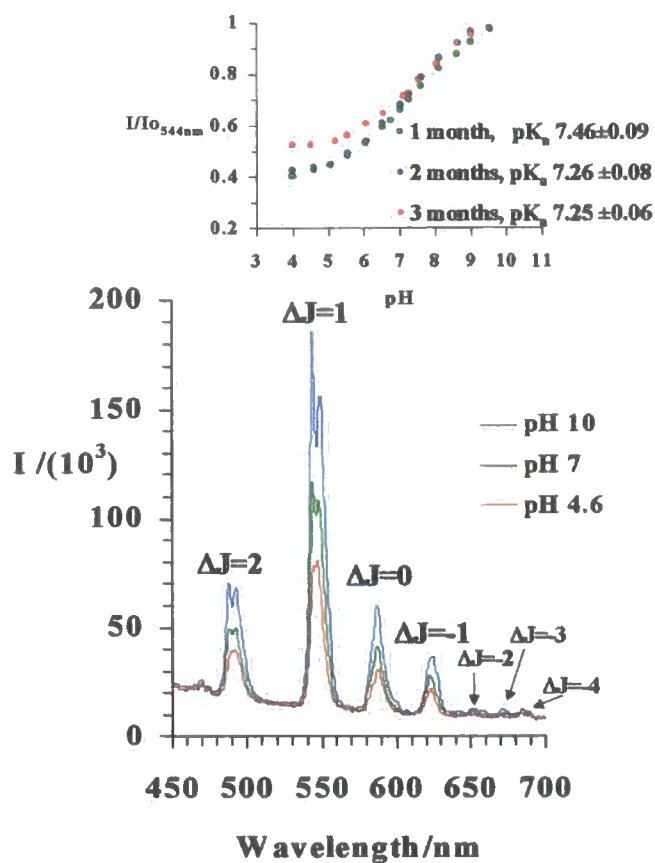 1
0.8
I/Io544nm
0.6
0.4
0.2
1 month, pKa 7.46±0.09
2 months, pKa 7.26±0.08
3 months, pKa 7.25±0.06
3 4 5 6 7 8 9 10 11
pH
200
150
I /(10³)
100
50
0
ΔJ=1
ΔJ=2
ΔJ=0
ΔJ=-1
ΔJ=-2
ΔJ=-3
ΔJ=-4
pH 10
pH 7
pH 4.6
450 500 550 600 650 700
Wavelength/nm